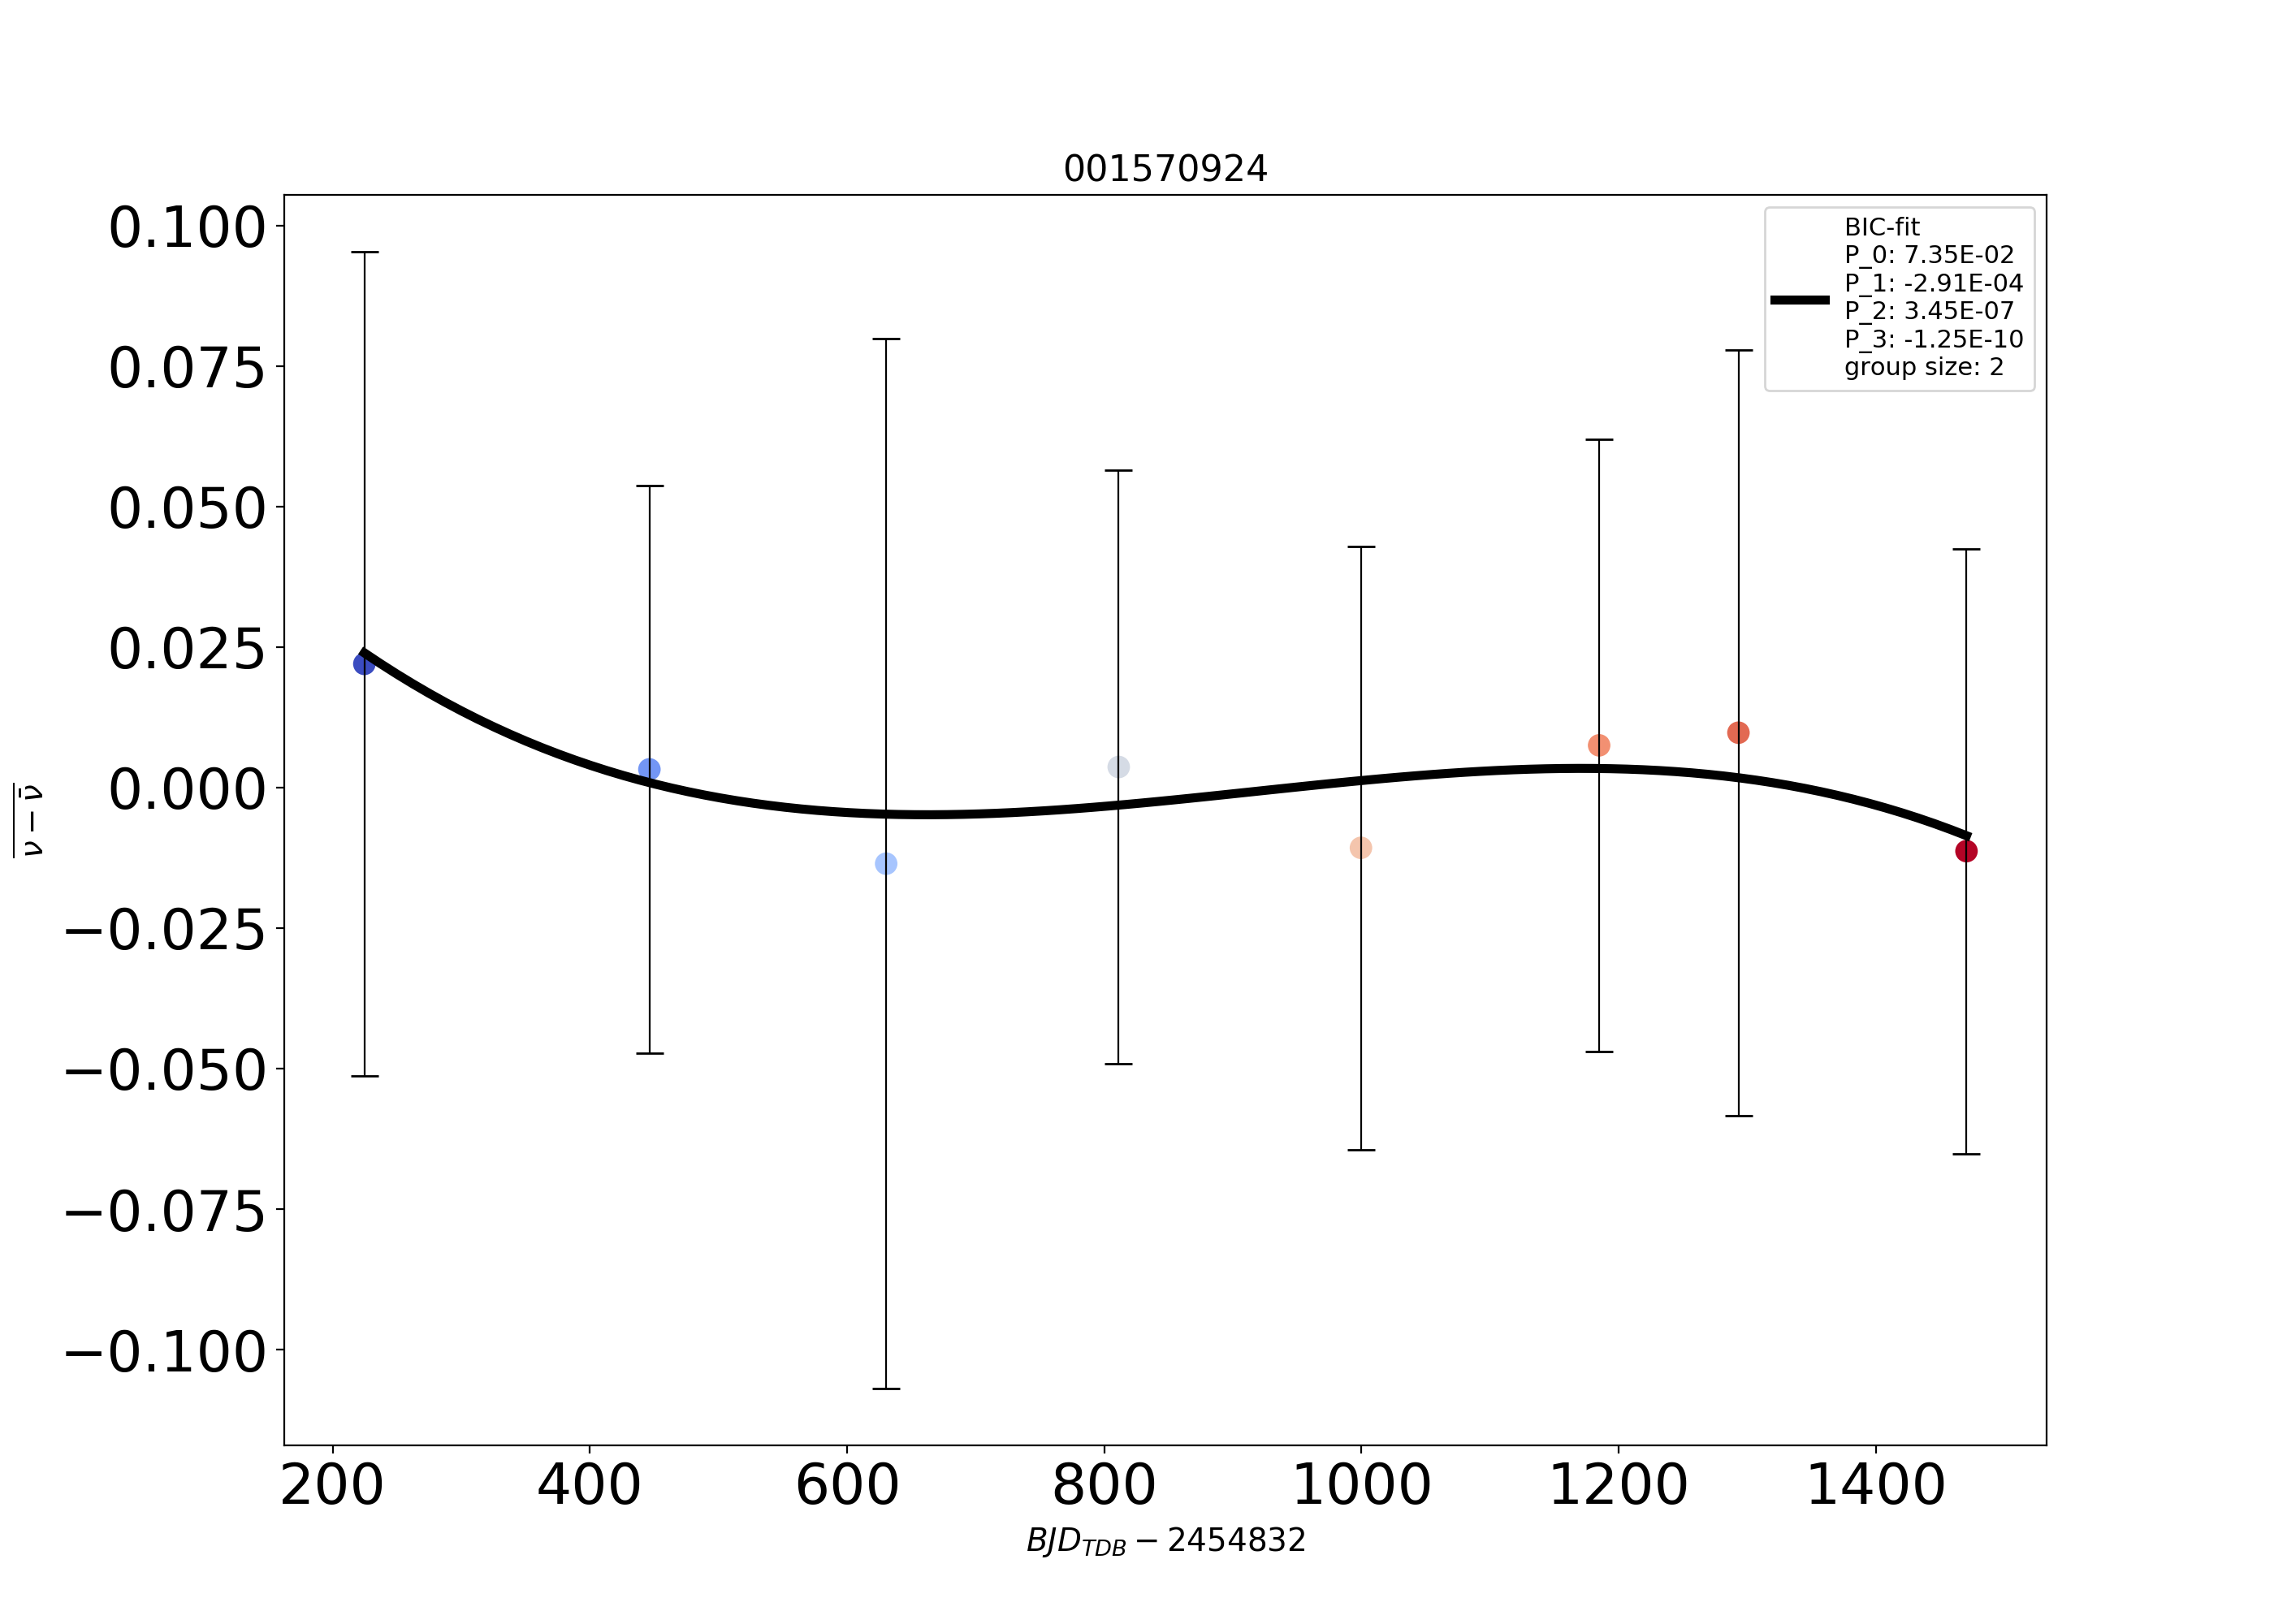 001570924
0.100
0.075
0.050
0.025
0.000
−0.025
−0.050
−0.075
−0.100
ν − ν̄
BIC-fit
P_0: 7.35E-02
P_1: -2.91E-04
P_2: 3.45E-07
P_3: -1.25E-10
group size: 2
200 400 600 800 1000 1200 1400
BJD_TDB − 2454832